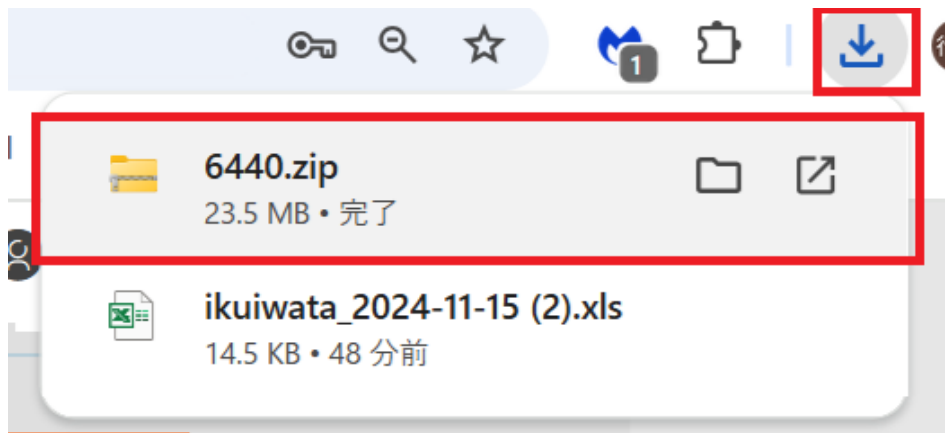 1
6440.zip
23.5 MB • 完了
ikuiwata_2024-11-15 (2).xls
14.5 KB • 48 分前